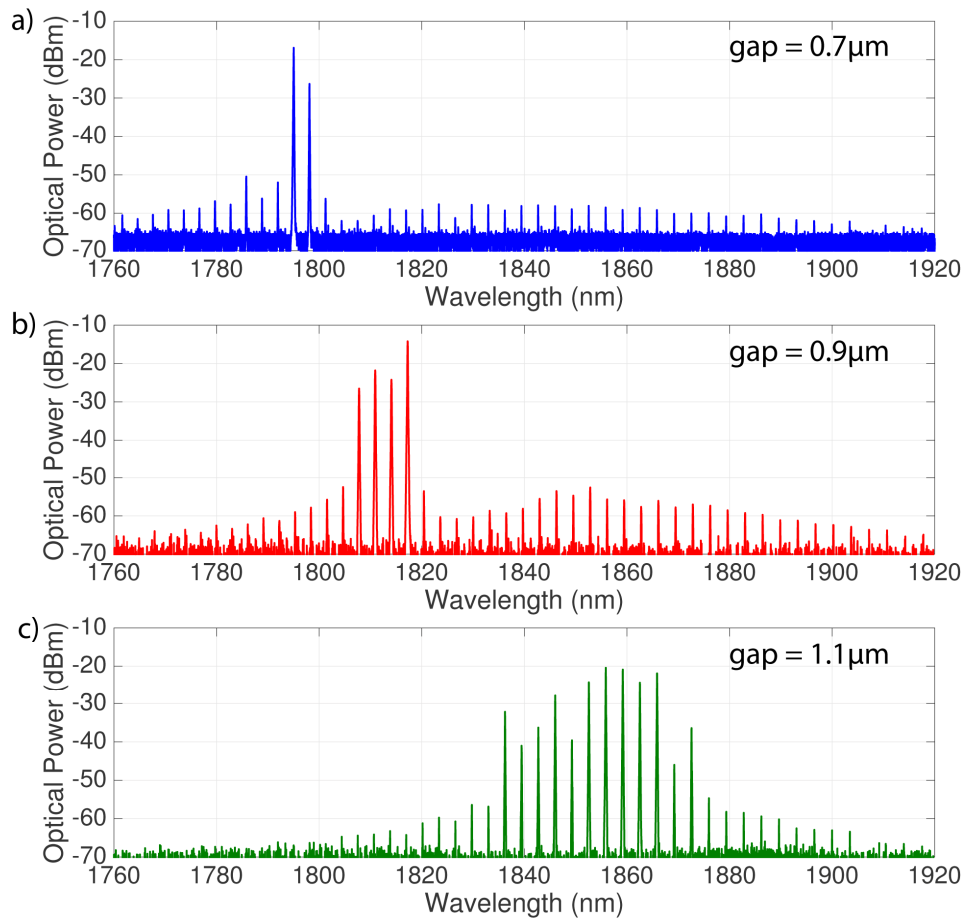 a)
Optical Power (dBm)
-10
-20
-30
-40
-50
-60
-70
gap = 0.7μm
1760 1780 1800 1820 1840 1860 1880 1900 1920
Wavelength (nm)
b)
Optical Power (dBm)
-10
-20
-30
-40
-50
-60
-70
gap = 0.9μm
1760 1780 1800 1820 1840 1860 1880 1900 1920
Wavelength (nm)
c)
Optical Power (dBm)
-10
-20
-30
-40
-50
-60
-70
gap = 1.1μm
1760 1780 1800 1820 1840 1860 1880 1900 1920
Wavelength (nm)